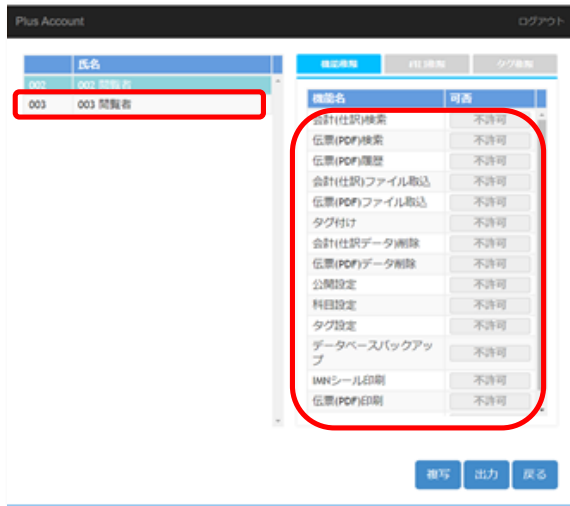 Plus Account ログアウト
氏名
002 002 閲覧者
003 003 閲覧者
機能権限 タグ権限
機能名 可否
会計(仕訳)検索 不許可
伝票(PDF)検索 不許可
伝票(PDF)履歴 不許可
会計(仕訳)ファイル取込 不許可
伝票(PDF)ファイル取込 不許可
タグ付け 不許可
会計(仕訳データ)削除 不許可
伝票(PDF)データ削除 不許可
公開設定 不許可
科目設定 不許可
タグ設定 不許可
データベースバックアッ
プ 不許可
IMNシール印刷 不許可
伝票(PDF)印刷 不許可
複写 出力 戻る